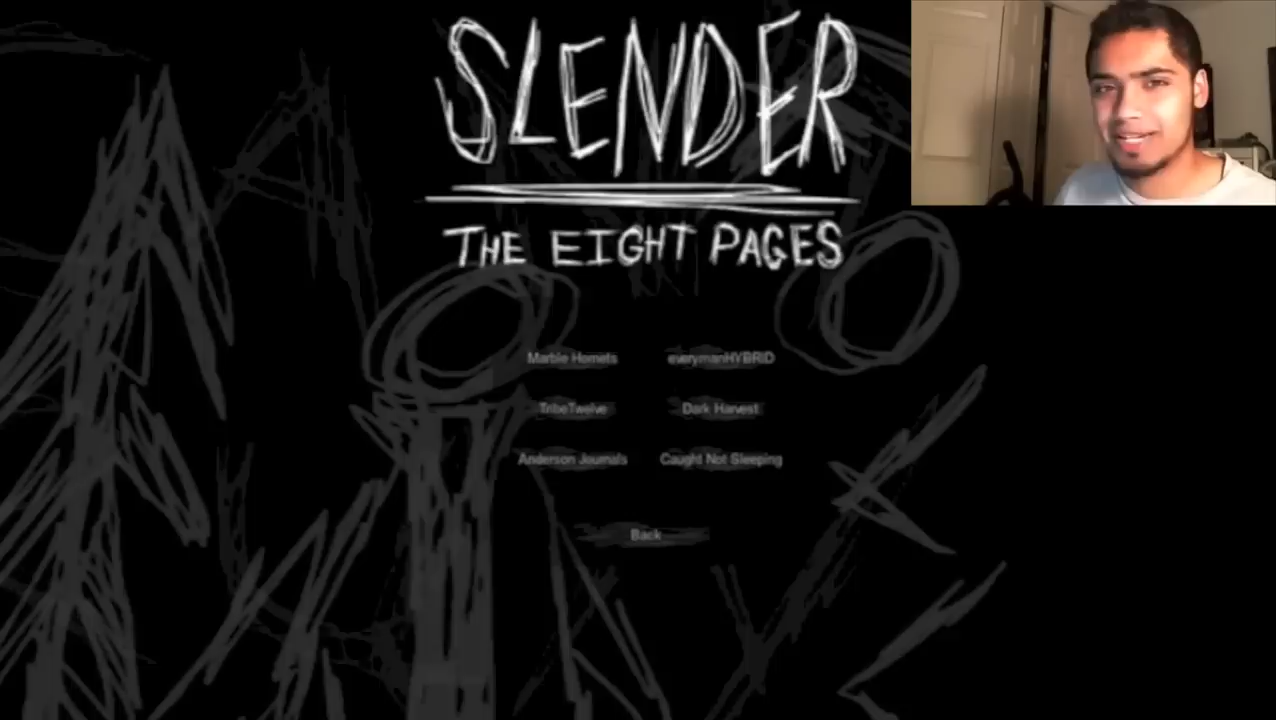 SLENDER
THE EIGHT PAGES
Marble Hornets everymanHYBRID
TribeTwelve Dark Harvest
Anderson Journals Caught Not Sleeping
Back